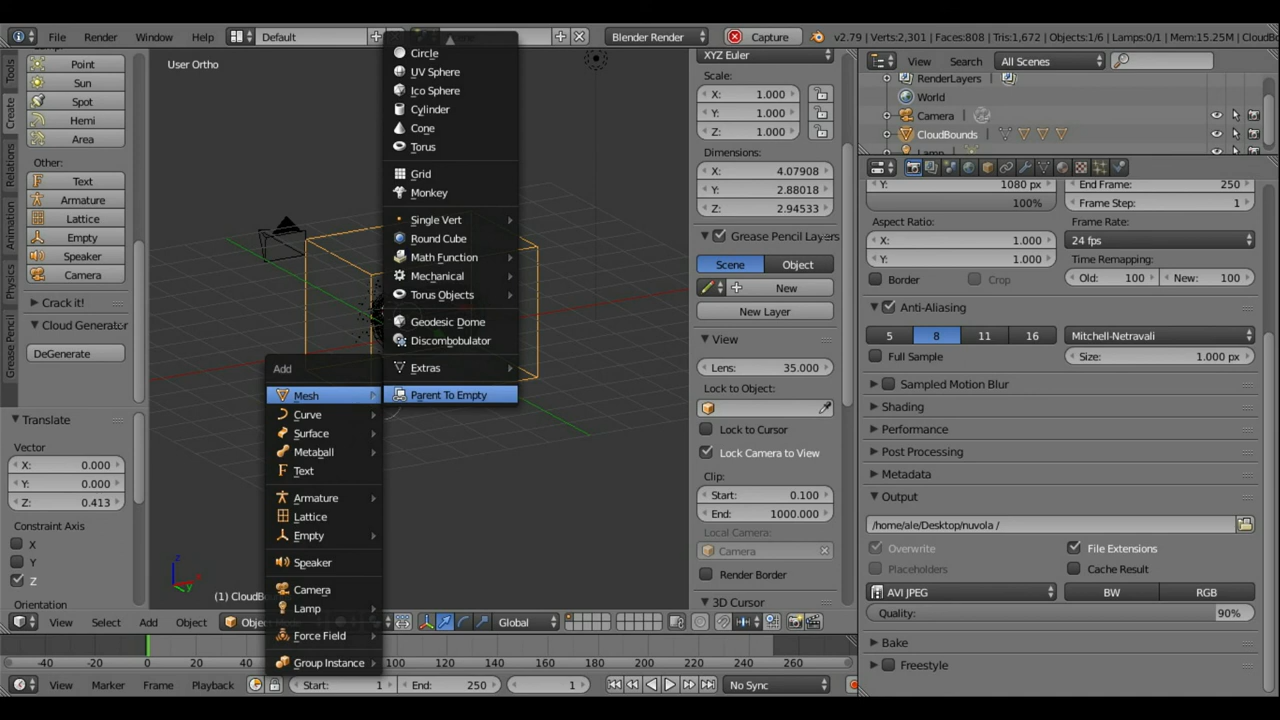 File Render Window Help Default Blender Render Capture v2.79 | Verts:2,301 | Faces:808 | Tris:1,672 | Objects:1/6 | Lamps:0/1 | Mem:15.25M |
Tools
Create
Relations
Animation
Physics
Grease Pencil
Point
Sun
Spot
Hemi
Area
Other:
Text
Armature
Lattice
Empty
Speaker
Camera
Crack it!
Cloud Generator
DeGenerate
Translate
Vector
X: 0.000
Y: 0.000
Z: 0.413
Constraint Axis
X
Y
Z
Orientation
User Ortho
Circle
UV Sphere
Ico Sphere
Cylinder
Cone
Torus
Grid
Monkey
Single Vert
Round Cube
Math Function
Mechanical
Torus Objects
Geodesic Dome
Discombobulator
Extras
Parent To Empty
Add
Mesh
Curve
Surface
Metaball
Text
Armature
Lattice
Empty
Speaker
Camera
Lamp
Force Field
Group Instance
z
y
View Select Add Object Global
-40 -20 0 20 40 100 120 140 160 180 200 220 240 260
View Marker Frame Playback Start: 1 End: 250 1 No Sync
XYZ Euler
Scale:
X: 1.000
Y: 1.000
Z: 1.000
Dimensions:
X: 4.07908
Y: 2.88018
Z: 2.94533
Grease Pencil Layers
Scene Object
New
New Layer
View
Lens: 35.000
Lock to Object:
Lock to Cursor
Lock Camera to View
Clip:
Start: 0.100
End: 1000.000
Local Camera:
Camera
Render Border
3D Cursor
View Search All Scenes
RenderLayers
World
Camera
CloudBounds
Lamp
Y: 1080 px End Frame: 250
100% Frame Step: 1
Aspect Ratio: Frame Rate:
X: 1.000 24 fps
Y: 1.000 Time Remapping:
Border Crop Old: 100 New: 100
Anti-Aliasing
5 8 11 16 Mitchell-Netravali
Full Sample Size: 1.000 px
Sampled Motion Blur
Shading
Performance
Post Processing
Metadata
Output
/home/ale/Desktop/nuvola /
Overwrite File Extensions
Placeholders Cache Result
AVI JPEG BW RGB
Quality: 90%
Bake
Freestyle